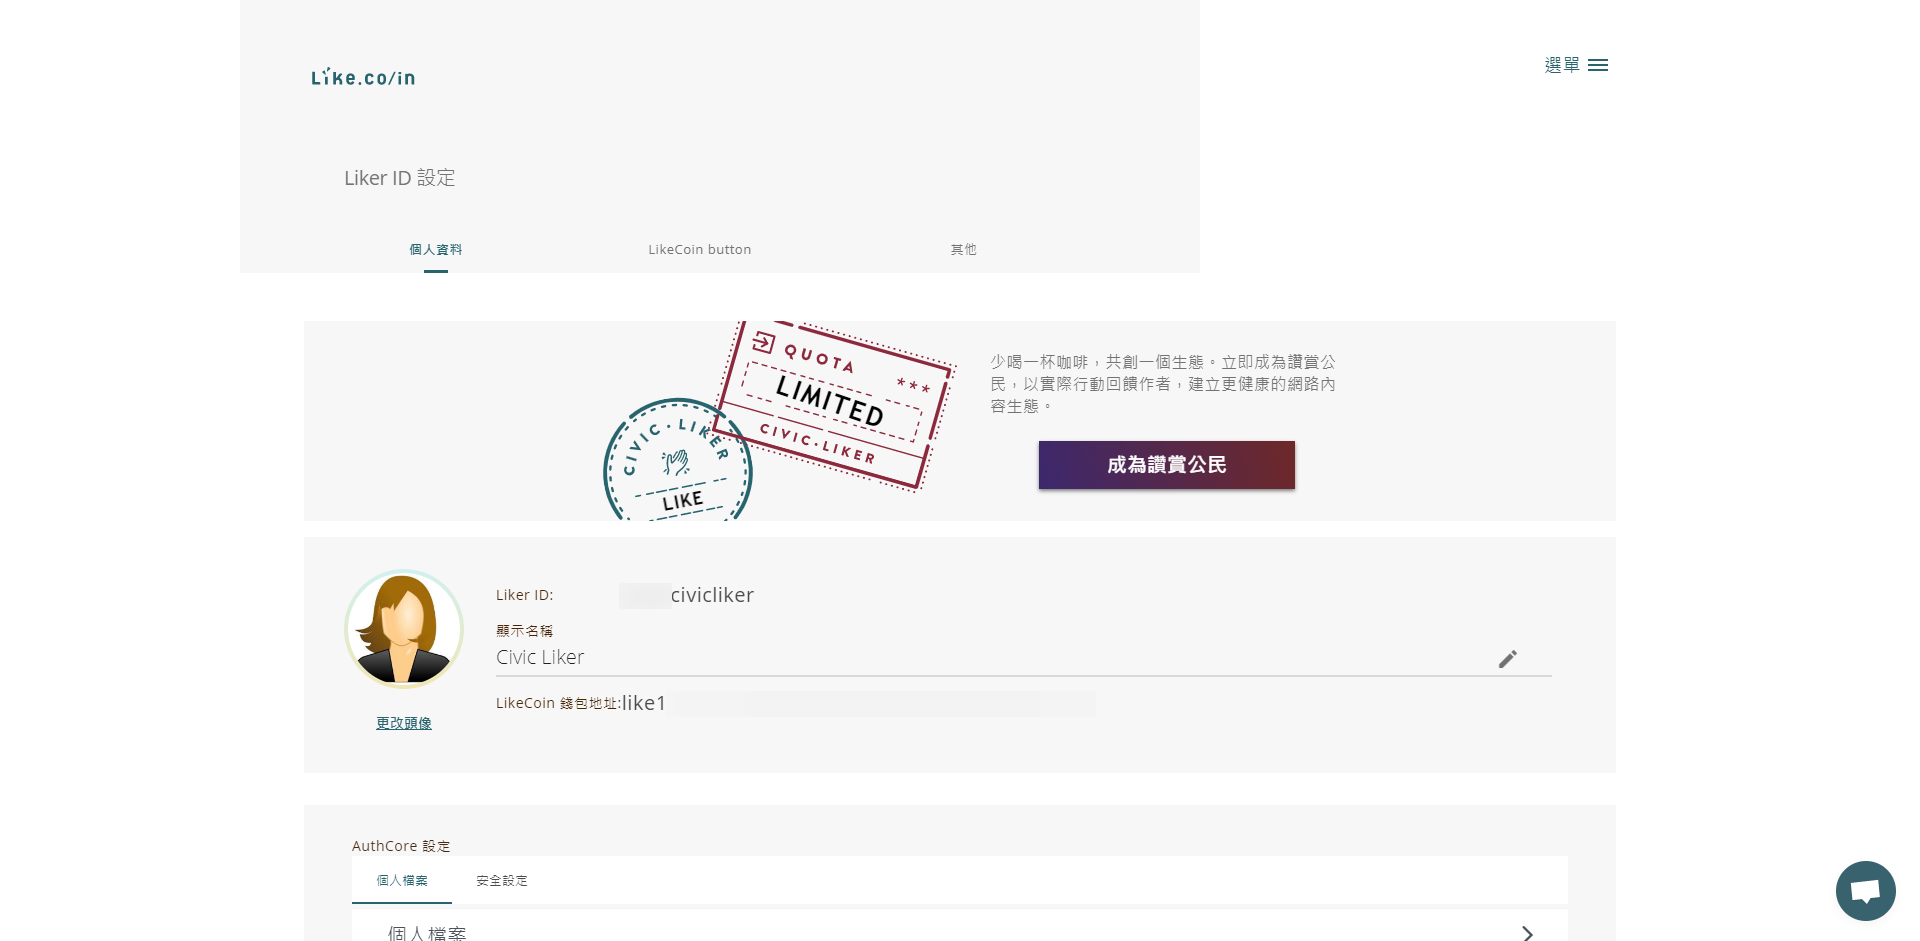 Like.co/in
選單
Liker ID 設定
個人資料
LikeCoin button
其他
QUOTA
***
LIMITED
CIVIC·LIKER
CIVIC·LIKER
LIKE
少喝一杯咖啡，共創一個生態。立即成為讚賞公
民，以實際行動回饋作者，建立更健康的網路內
容生態。
成為讚賞公民
Liker ID:
civicliker
顯示名稱
Civic Liker
LikeCoin 錢包地址:like1
更改頭像
AuthCore 設定
個人檔案
安全設定
個人檔案